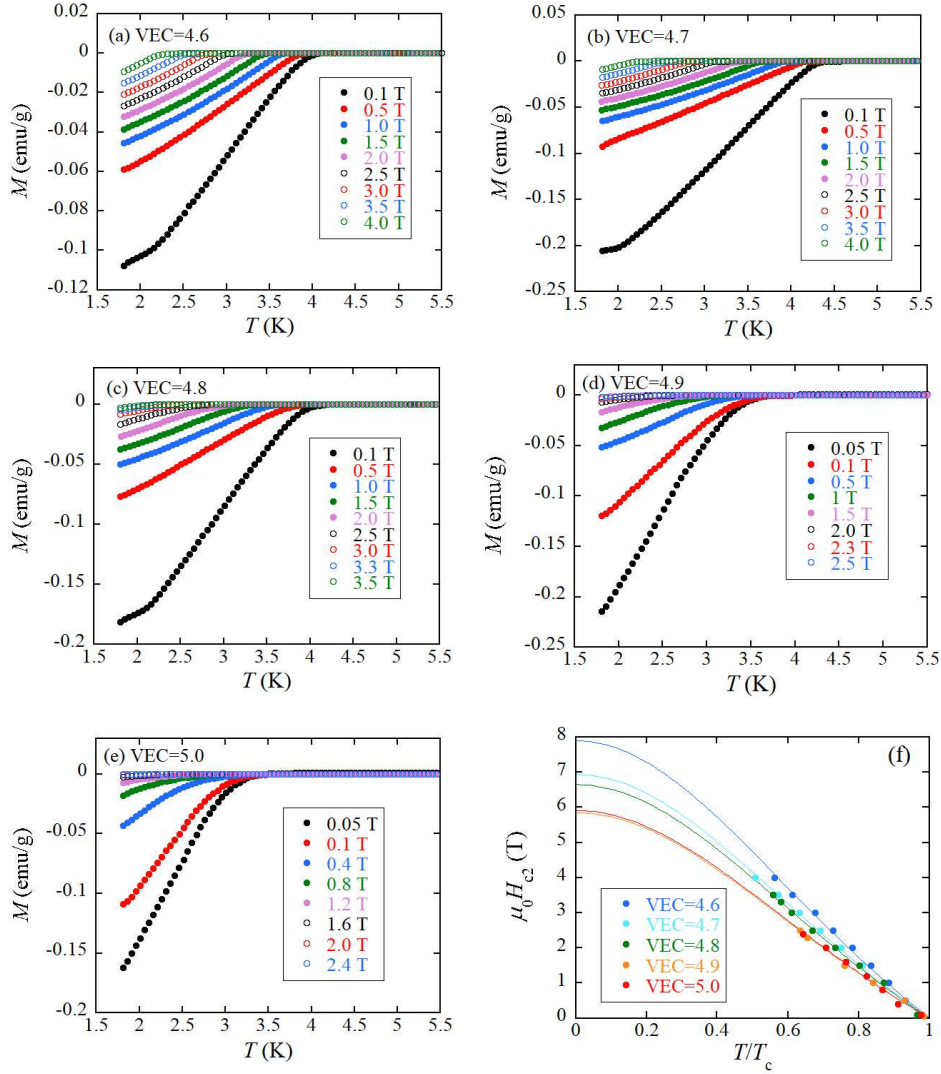 (a) VEC=4.6
M (emu/g)
0.02
0
-0.02
-0.04
-0.06
-0.08
-0.1
-0.12
0.1 T
0.5 T
1.0 T
1.5 T
2.0 T
2.5 T
3.0 T
3.5 T
4.0 T
1.5 2 2.5 3 3.5 4 4.5 5 5.5
T (K)
(b) VEC=4.7
M (emu/g)
0.05
0
-0.05
-0.1
-0.15
-0.2
-0.25
0.1 T
0.5 T
1.0 T
1.5 T
2.0 T
2.5 T
3.0 T
3.5 T
4.0 T
1.5 2 2.5 3 3.5 4 4.5 5 5.5
T (K)
(c) VEC=4.8
M (emu/g)
0
-0.05
-0.1
-0.15
-0.2
0.1 T
0.5 T
1.0 T
1.5 T
2.0 T
2.5 T
3.0 T
3.3 T
3.5 T
1.5 2 2.5 3 3.5 4 4.5 5 5.5
T (K)
(d) VEC=4.9
M (emu/g)
0
-0.05
-0.1
-0.15
-0.2
-0.25
0.05 T
0.1 T
0.5 T
1 T
1.5 T
2.0 T
2.3 T
2.5 T
1.5 2 2.5 3 3.5 4 4.5 5 5.5
T (K)
(e) VEC=5.0
M (emu/g)
0
-0.05
-0.1
-0.15
-0.2
0.05 T
0.1 T
0.4 T
0.8 T
1.2 T
1.6 T
2.0 T
2.4 T
1.5 2 2.5 3 3.5 4 4.5 5 5.5
T (K)
(f)
μ0Hc2 (T)
8
7
6
5
4
3
2
1
0
VEC=4.6
VEC=4.7
VEC=4.8
VEC=4.9
VEC=5.0
0 0.2 0.4 0.6 0.8 1
T/Tc